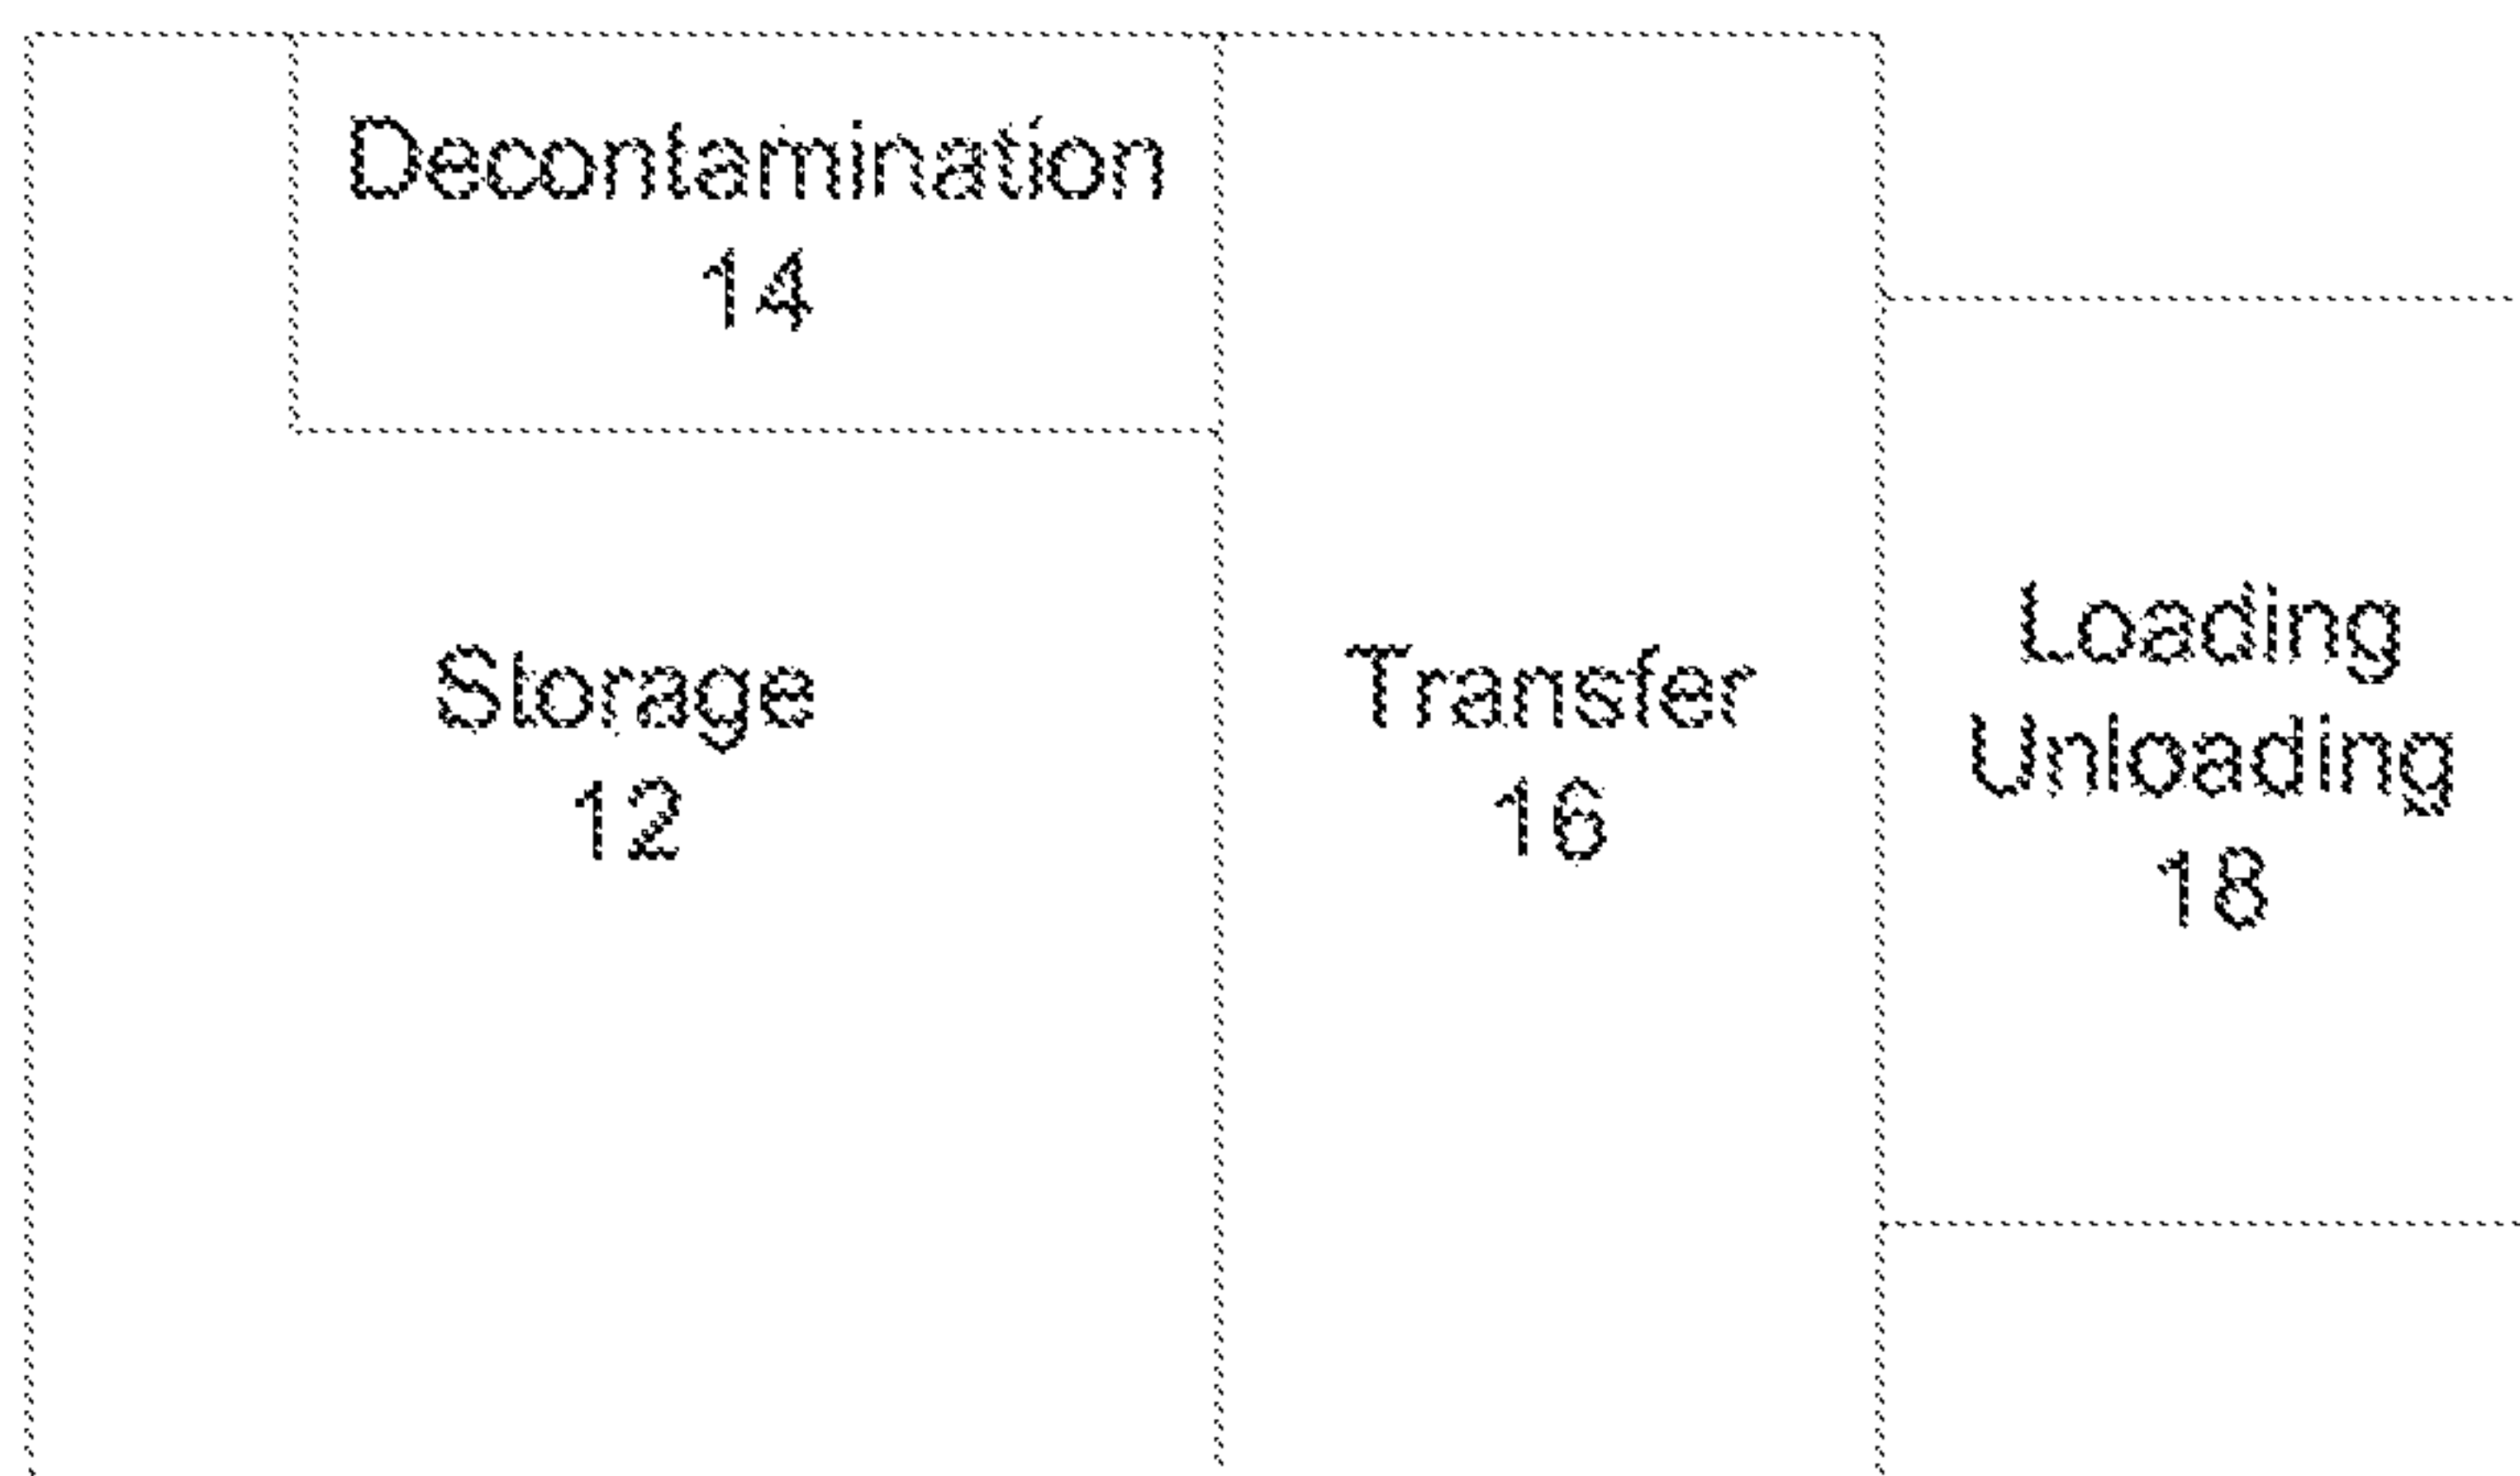 Decontamination
14
Storage
12
Transfer
16
Loading
Unloading
18